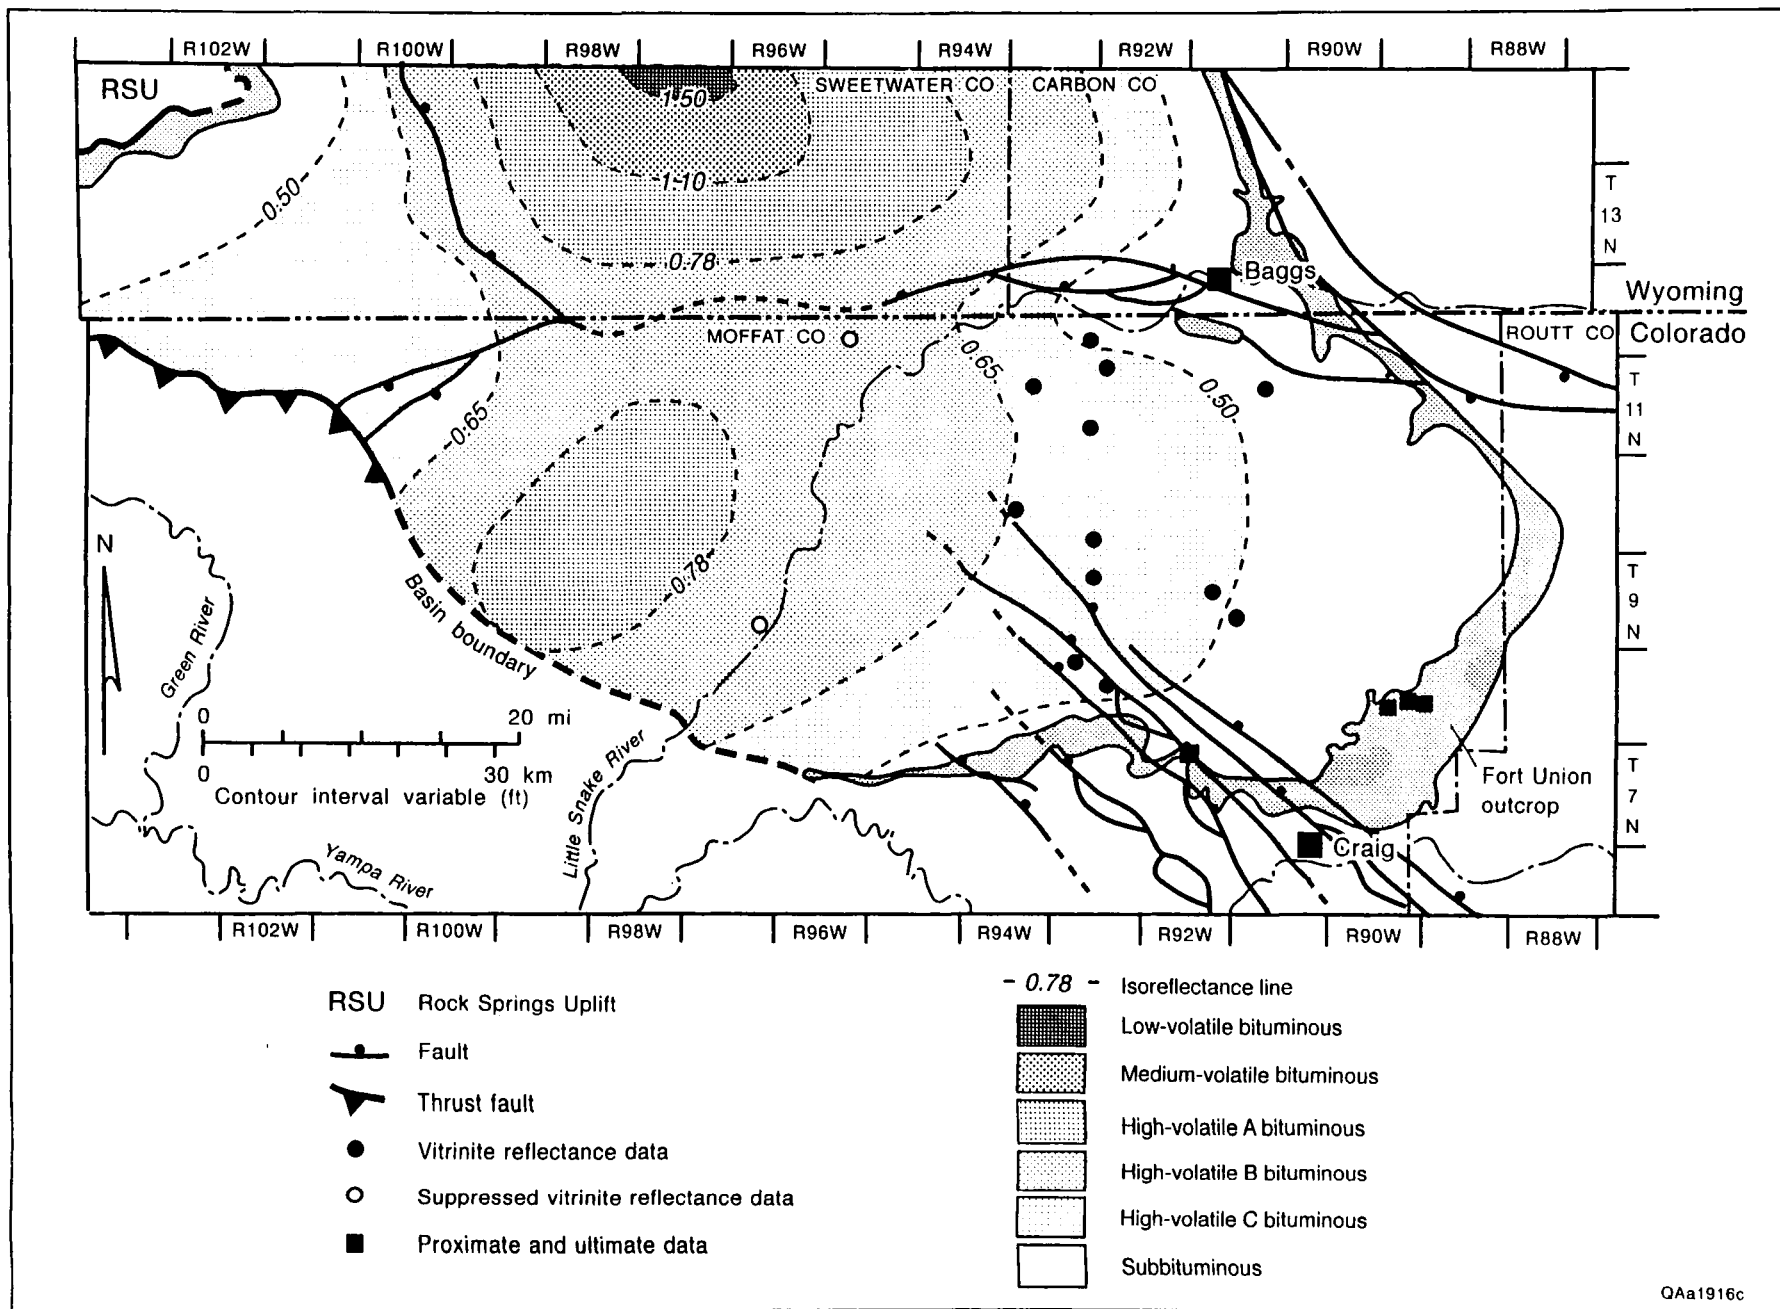 R102W
R100W
R98W
R96W
R94W
R92W
R90W
R88W
RSU
SWEETWATER CO
CARBON CO
1·50
0.50
1·10
0.78
T
13
N
Baggs
Wyoming
Colorado
MOFFAT CO
ROUTT CO
0.65
0.65
0.50
T
11
N
0.78
T
9
N
N
Green River
Basin boundary
0
20 mi
0
30 km
Contour interval variable (ft)
Little Snake River
Yampa River
Fort Union
outcrop
T
7
N
Craig
R102W
R100W
R98W
R96W
R94W
R92W
R90W
R88W
RSU Rock Springs Uplift
Fault
Thrust fault
Vitrinite reflectance data
Suppressed vitrinite reflectance data
Proximate and ultimate data
- 0.78 - Isoreflectance line
Low-volatile bituminous
Medium-volatile bituminous
High-volatile A bituminous
High-volatile B bituminous
High-volatile C bituminous
Subbituminous
QAa1916c